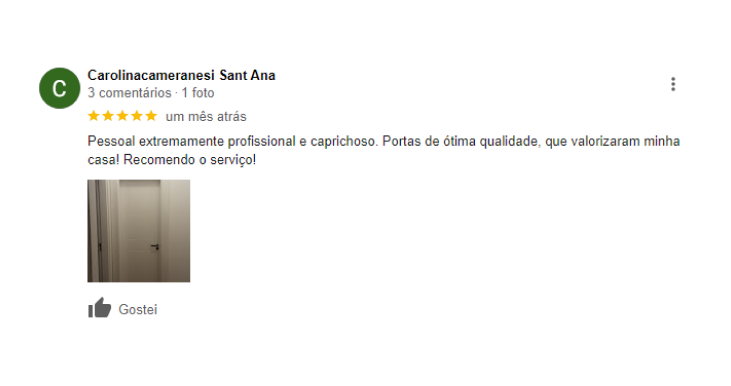 C
Carolinacameranesi Sant Ana
3 comentários · 1 foto
um mês atrás
Pessoal extremamente profissional e caprichoso. Portas de ótima qualidade, que valorizaram minha
casa! Recomendo o serviço!
Gostei